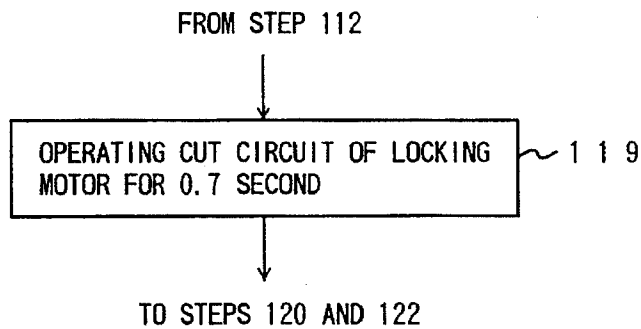 FROM STEP 112
OPERATING CUT CIRCUIT OF LOCKING
MOTOR FOR 0.7 SECOND
119
TO STEPS 120 AND 122